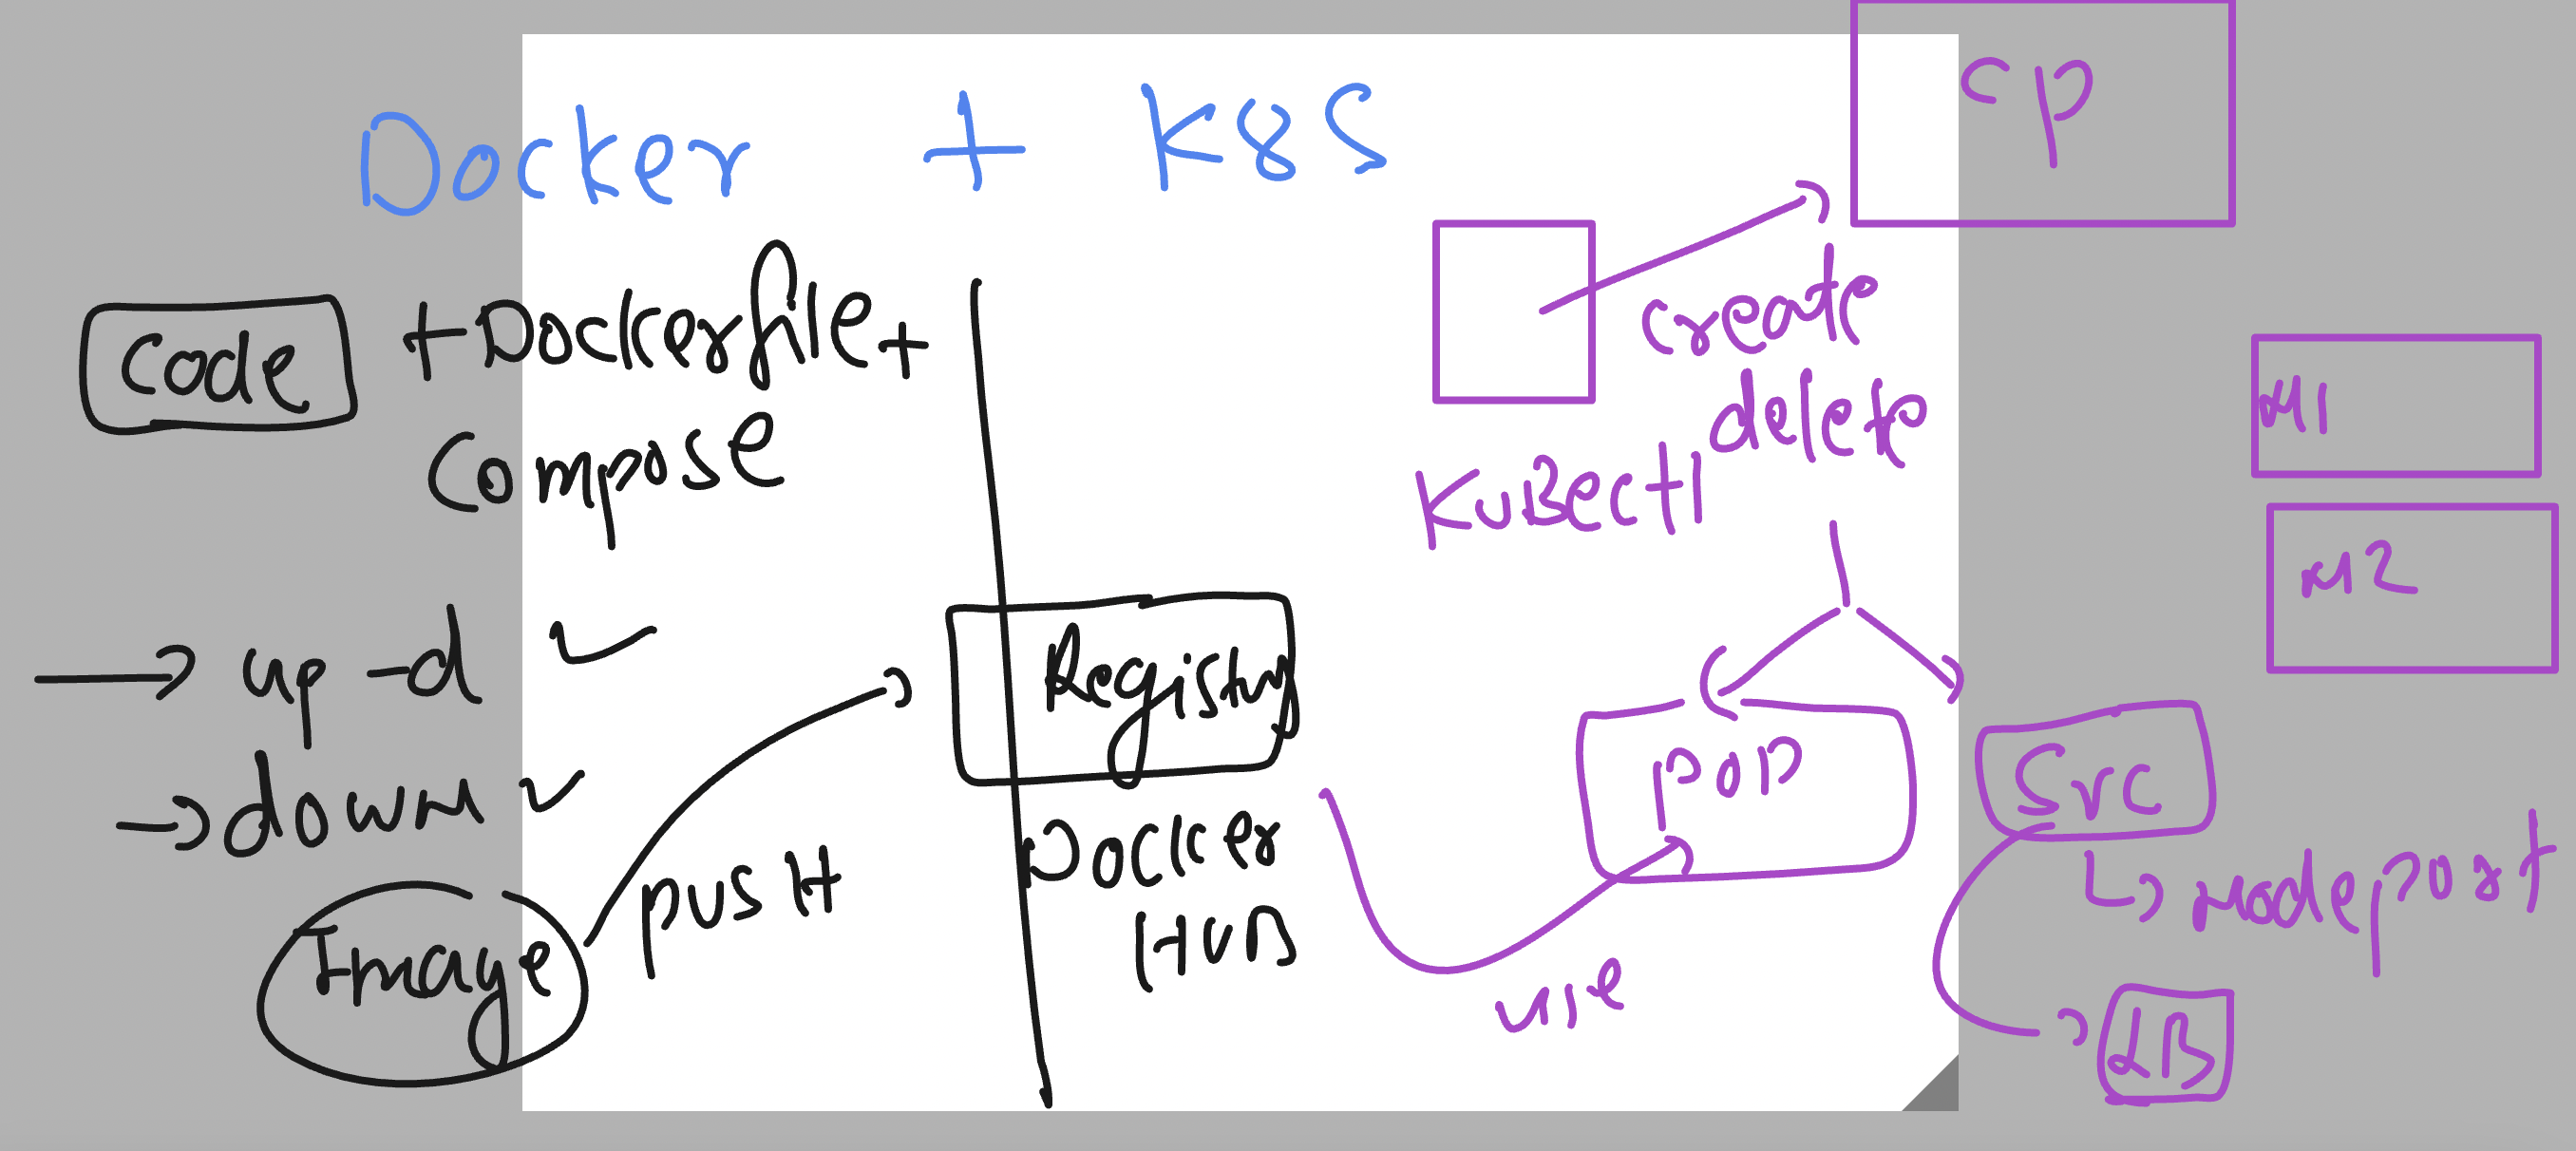 Docker + K8S
Code + Dockerfile +
Compose
→ up -d ✓
→ down ✓
Image
push
Registry
Docker
HUB
use
CP
create
delete
KuBectl
M1
M2
POD
Svc
↳ Nodeport
LB